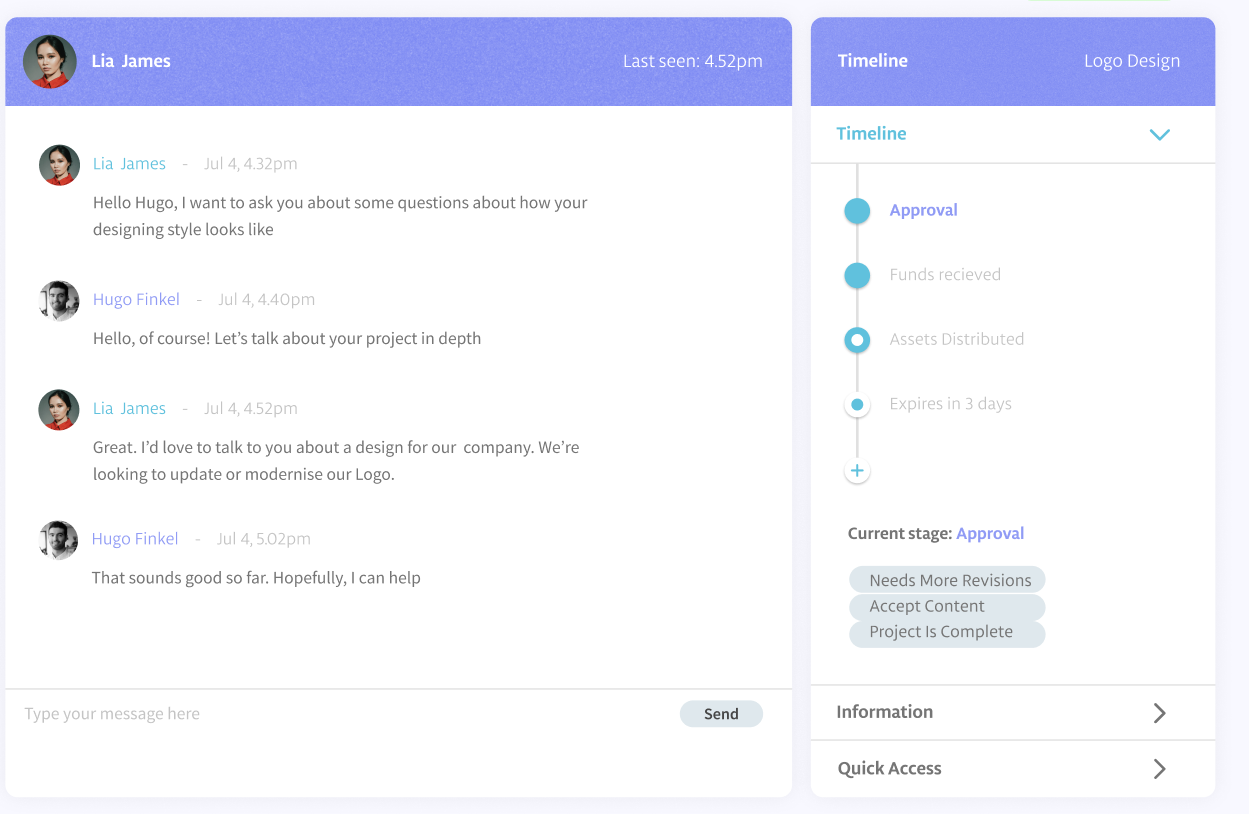 Lia James
Last seen: 4.52pm
Lia James - Jul 4, 4.32pm
Hello Hugo, I want to ask you about some questions about how your
designing style looks like
Hugo Finkel - Jul 4, 4.40pm
Hello, of course! Let’s talk about your project in depth
Lia James - Jul 4, 4.52pm
Great. I’d love to talk to you about a design for our company. We’re
looking to update or modernise our Logo.
Hugo Finkel - Jul 4, 5.02pm
That sounds good so far. Hopefully, I can help
Type your message here
Send
Timeline
Logo Design
Timeline
Approval
Funds recieved
Assets Distributed
Expires in 3 days
Current stage: Approval
Needs More Revisions
Accept Content
Project Is Complete
Information
Quick Access